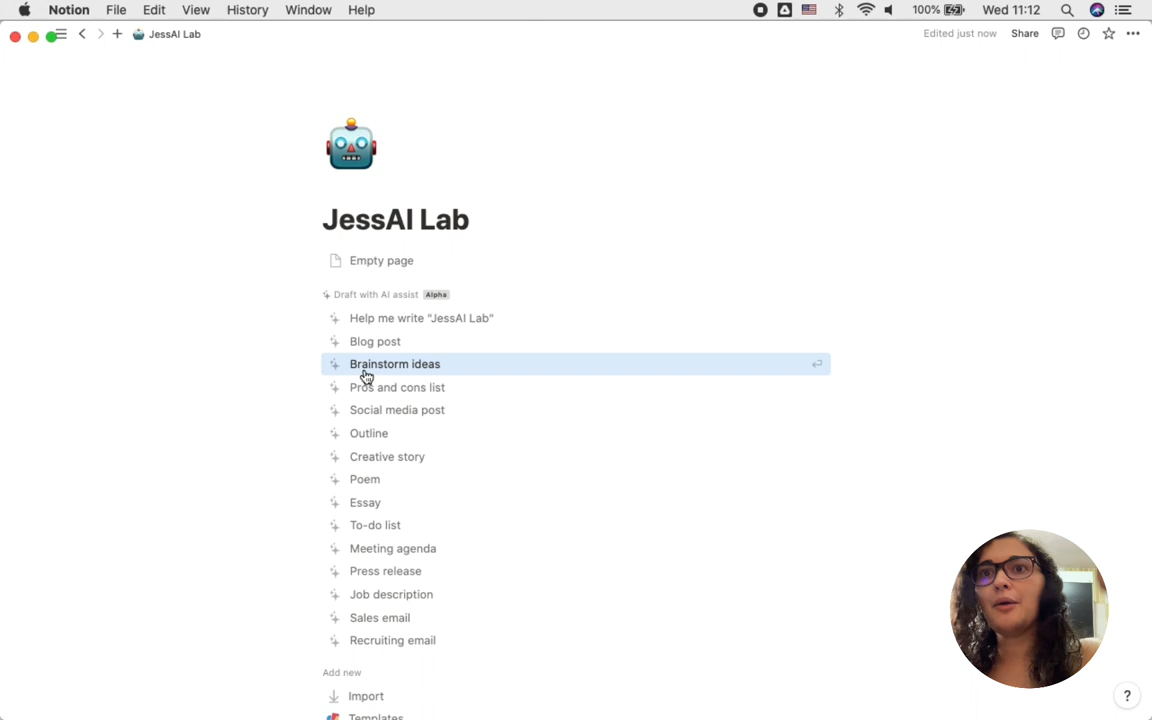 Notion File Edit View History Window Help 100% Wed 11:12
JessAI Lab Edited just now Share
JessAI Lab
Empty page
Draft with AI assist Alpha
Help me write "JessAI Lab"
Blog post
Brainstorm ideas
Pros and cons list
Social media post
Outline
Creative story
Poem
Essay
To-do list
Meeting agenda
Press release
Job description
Sales email
Recruiting email
Add new
Import
Templates
?